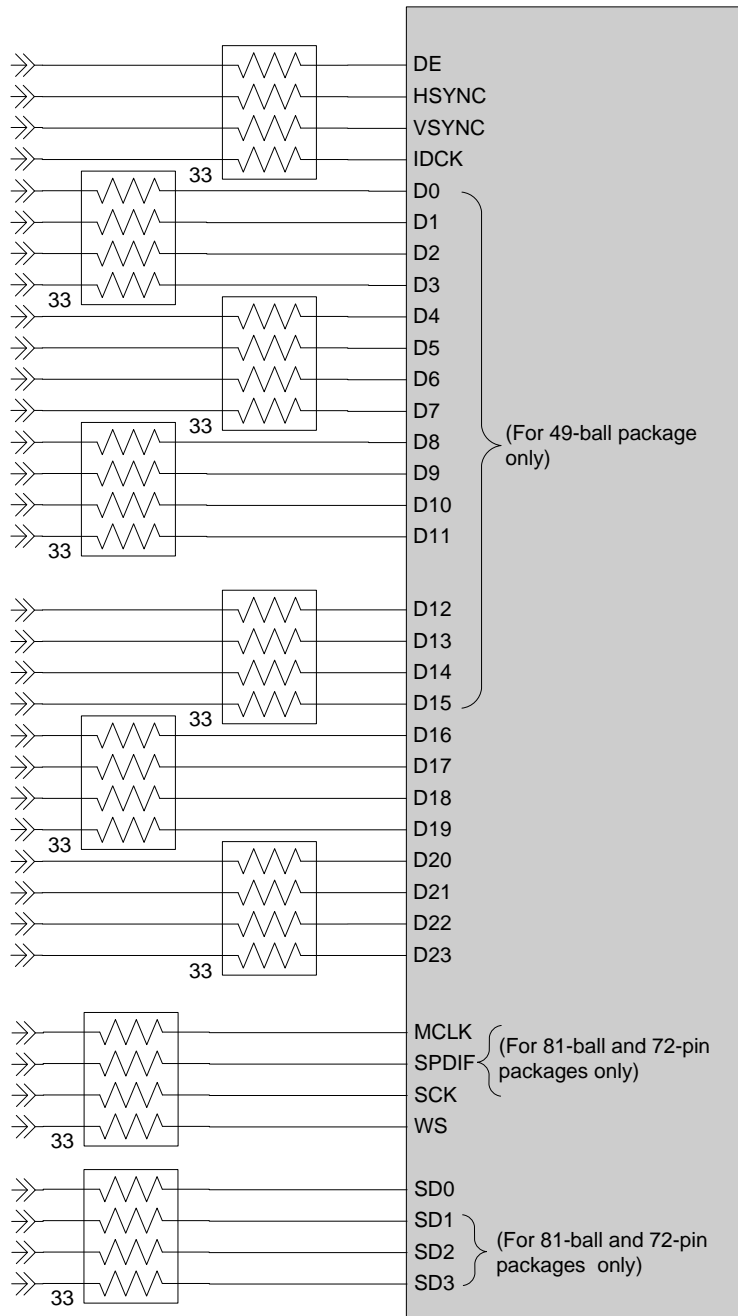 DE
HSYNC
VSYNC
IDCK
33
D0
D1
D2
D3
33
D4
D5
D6
D7
33
(For 49-ball package
only)
D8
D9
D10
D11
33
D12
D13
D14
D15
33
D16
D17
D18
D19
33
D20
D21
D22
D23
33
MCLK
SPDIF
SCK
(For 81-ball and 72-pin
packages only)
WS
33
SD0
SD1
SD2
SD3
(For 81-ball and 72-pin
packages only)
33